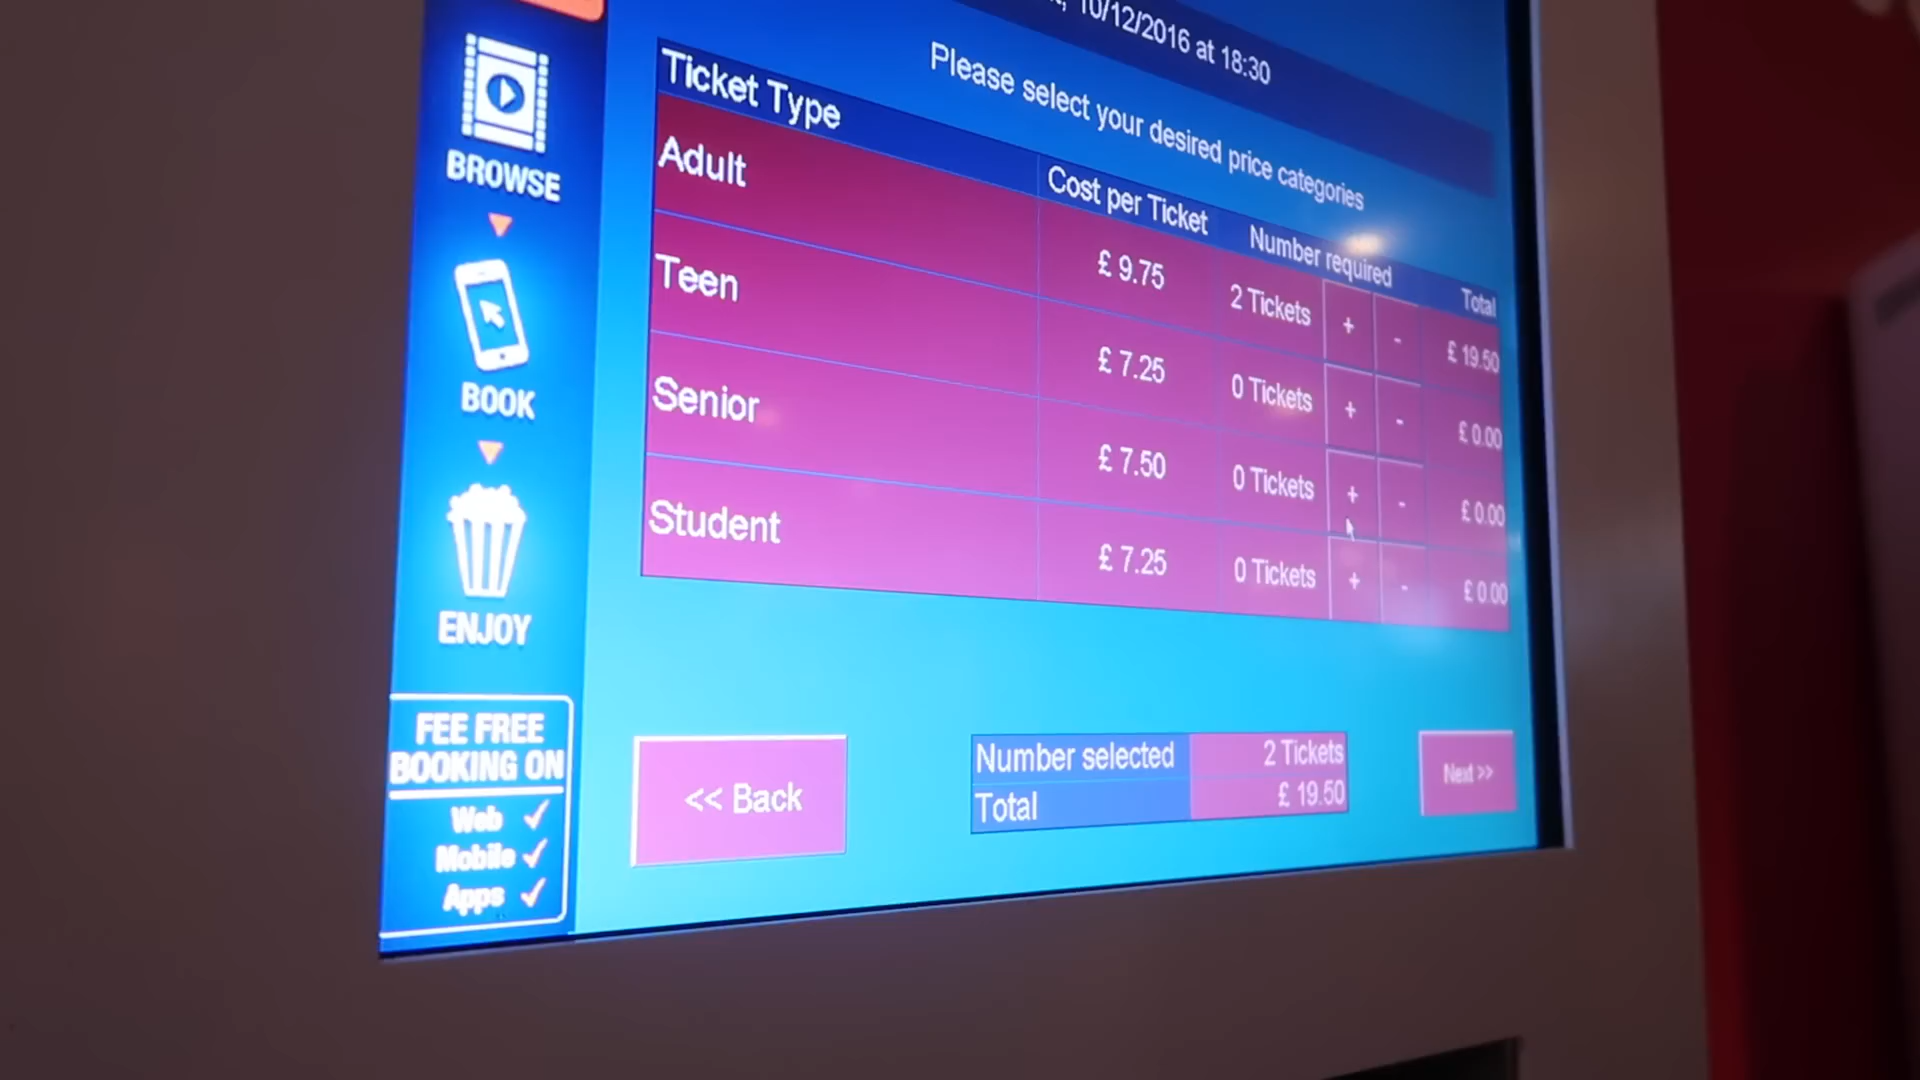 10/12/2016 at 18:30
Please select your desired price categories
Ticket Type Cost per Ticket Number required Total
Adult £ 9.75 2 Tickets + - £ 19.50
Teen £ 7.25 0 Tickets + - £ 0.00
Senior £ 7.50 0 Tickets + - £ 0.00
Student £ 7.25 0 Tickets + - £ 0.00
<< Back
Number selected 2 Tickets
Total £ 19.50
Next >>
BROWSE
BOOK
ENJOY
FEE FREE
BOOKING ON
Web ✓
Mobile ✓
Apps ✓